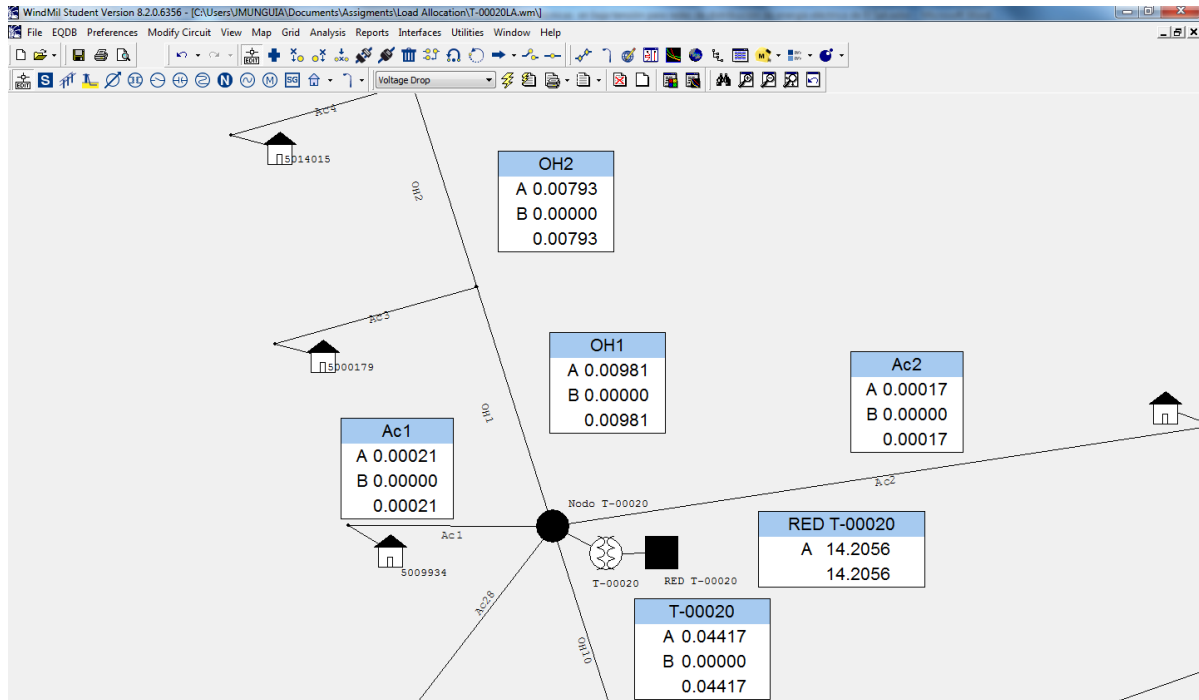 WindMil Student Version 8.2.0.6356 - [C:\Users\JMUNGUIA\Documents\Assigments\Load Allocation\T-00020LA.wm\]
File EQDB Preferences Modify Circuit View Map Grid Analysis Reports Interfaces Utilities Window Help
EDIT
EDIT S N M SG Voltage Drop
Ac4
5014015
OH2
OH2
A 0.00793
B 0.00000
0.00793
Ac3
5000179
OH1
OH1
A 0.00981
B 0.00000
0.00981
Ac2
A 0.00017
B 0.00000
0.00017
Ac1
A 0.00021
B 0.00000
0.00021
Ac2
Nodo T-00020
Ac1
5009934
T-00020
RED T-00020
RED T-00020
A 14.2056
14.2056
Ac28
OH10
T-00020
A 0.04417
B 0.00000
0.04417